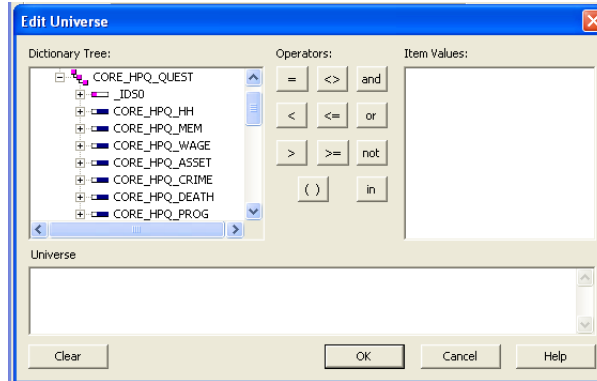 Edit Universe
Dictionary Tree:
Operators:
Item Values:
CORE_HPQ_QUEST
_IDS0
CORE_HPQ_HH
CORE_HPQ_MEM
CORE_HPQ_WAGE
CORE_HPQ_ASSET
CORE_HPQ_CRIME
CORE_HPQ_DEATH
CORE_HPQ_PROG
= <> and
< <= or
> >= not
( ) in
Universe
Clear
OK
Cancel
Help